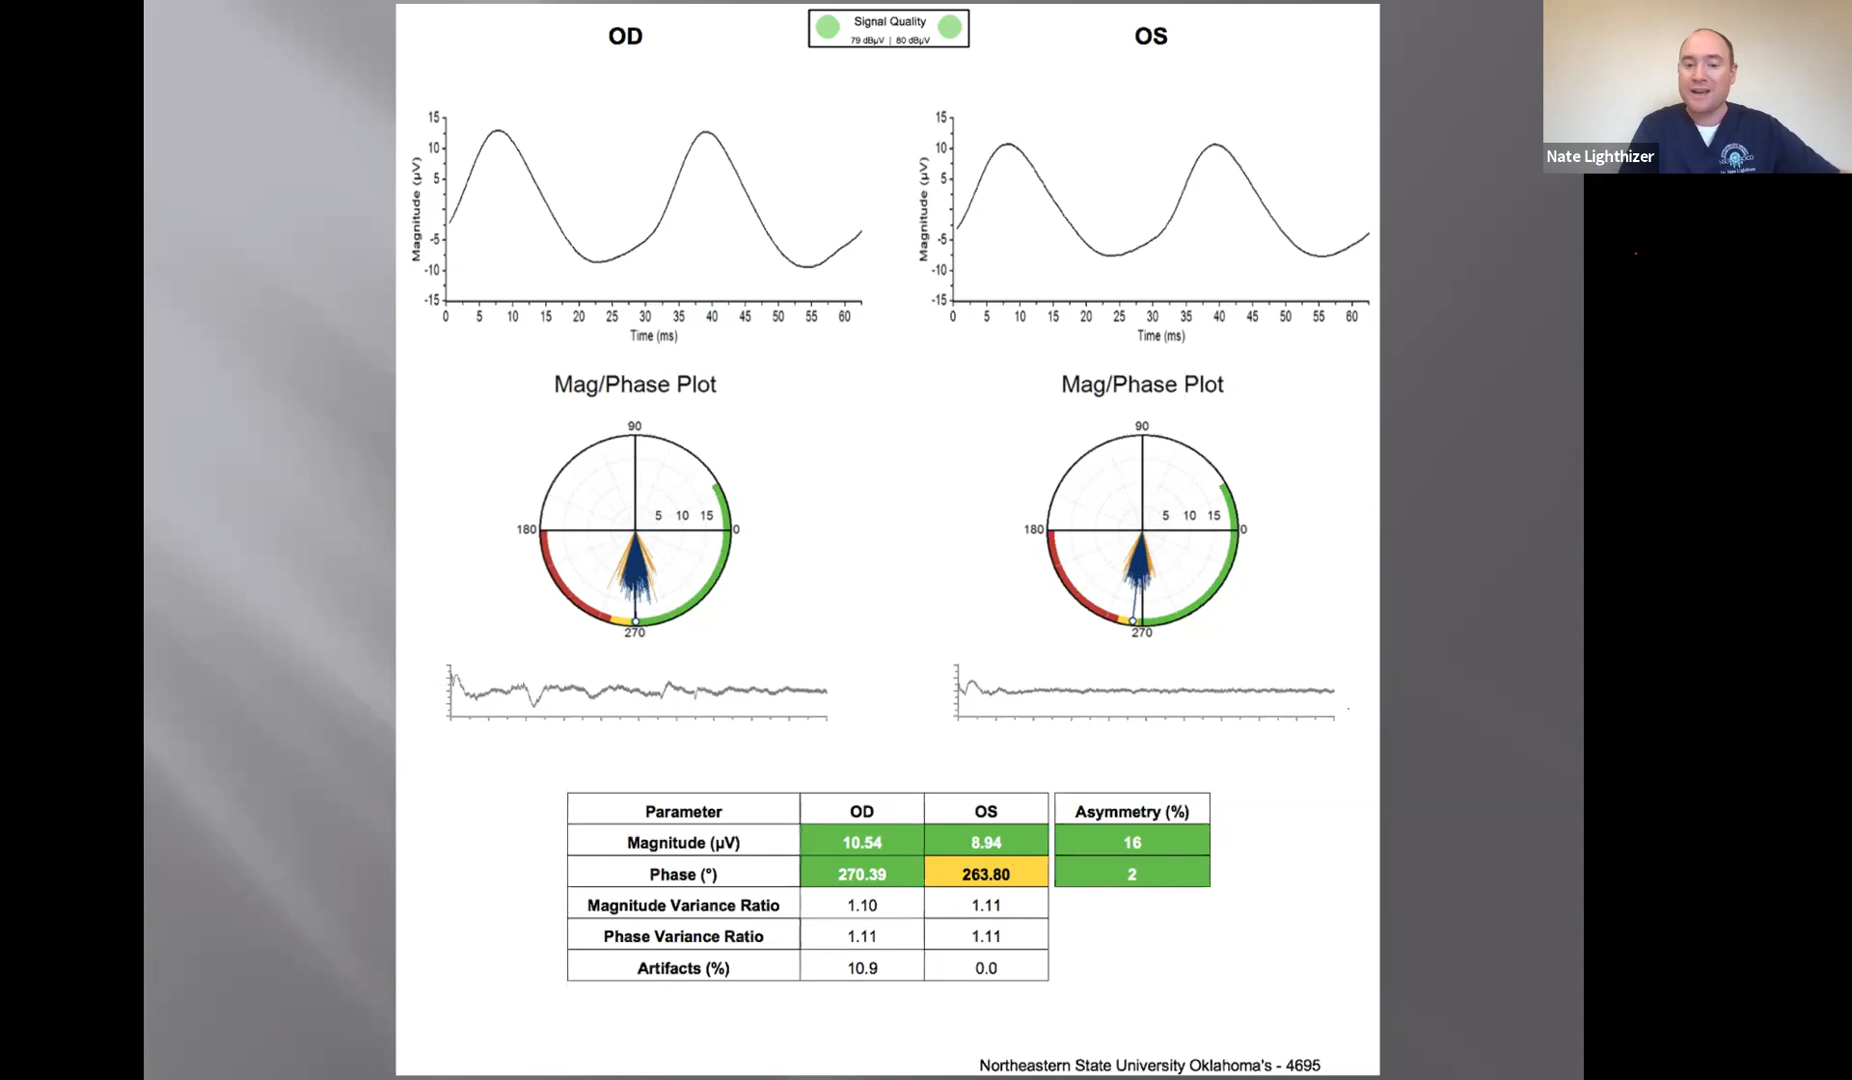 OD
Signal Quality
79 dBµV | 80 dBµV
OS
Nate Lighthizer
15
10
5
-5
-10
-15
Magnitude (µV)
0 5 10 15 20 25 30 35 40 45 50 55 60
Time (ms)
15
10
5
-5
-10
-15
Magnitude (µV)
0 5 10 15 20 25 30 35 40 45 50 55 60
Time (ms)
Mag/Phase Plot
90
5 10 15
180 0
270
Mag/Phase Plot
90
5 10 15
180 0
270
Parameter OD OS Asymmetry (%)
Magnitude (µV) 10.54 8.94 16
Phase (°) 270.39 263.80 2
Magnitude Variance Ratio 1.10 1.11
Phase Variance Ratio 1.11 1.11
Artifacts (%) 10.9 0.0
Northeastern State University Oklahoma's - 4695